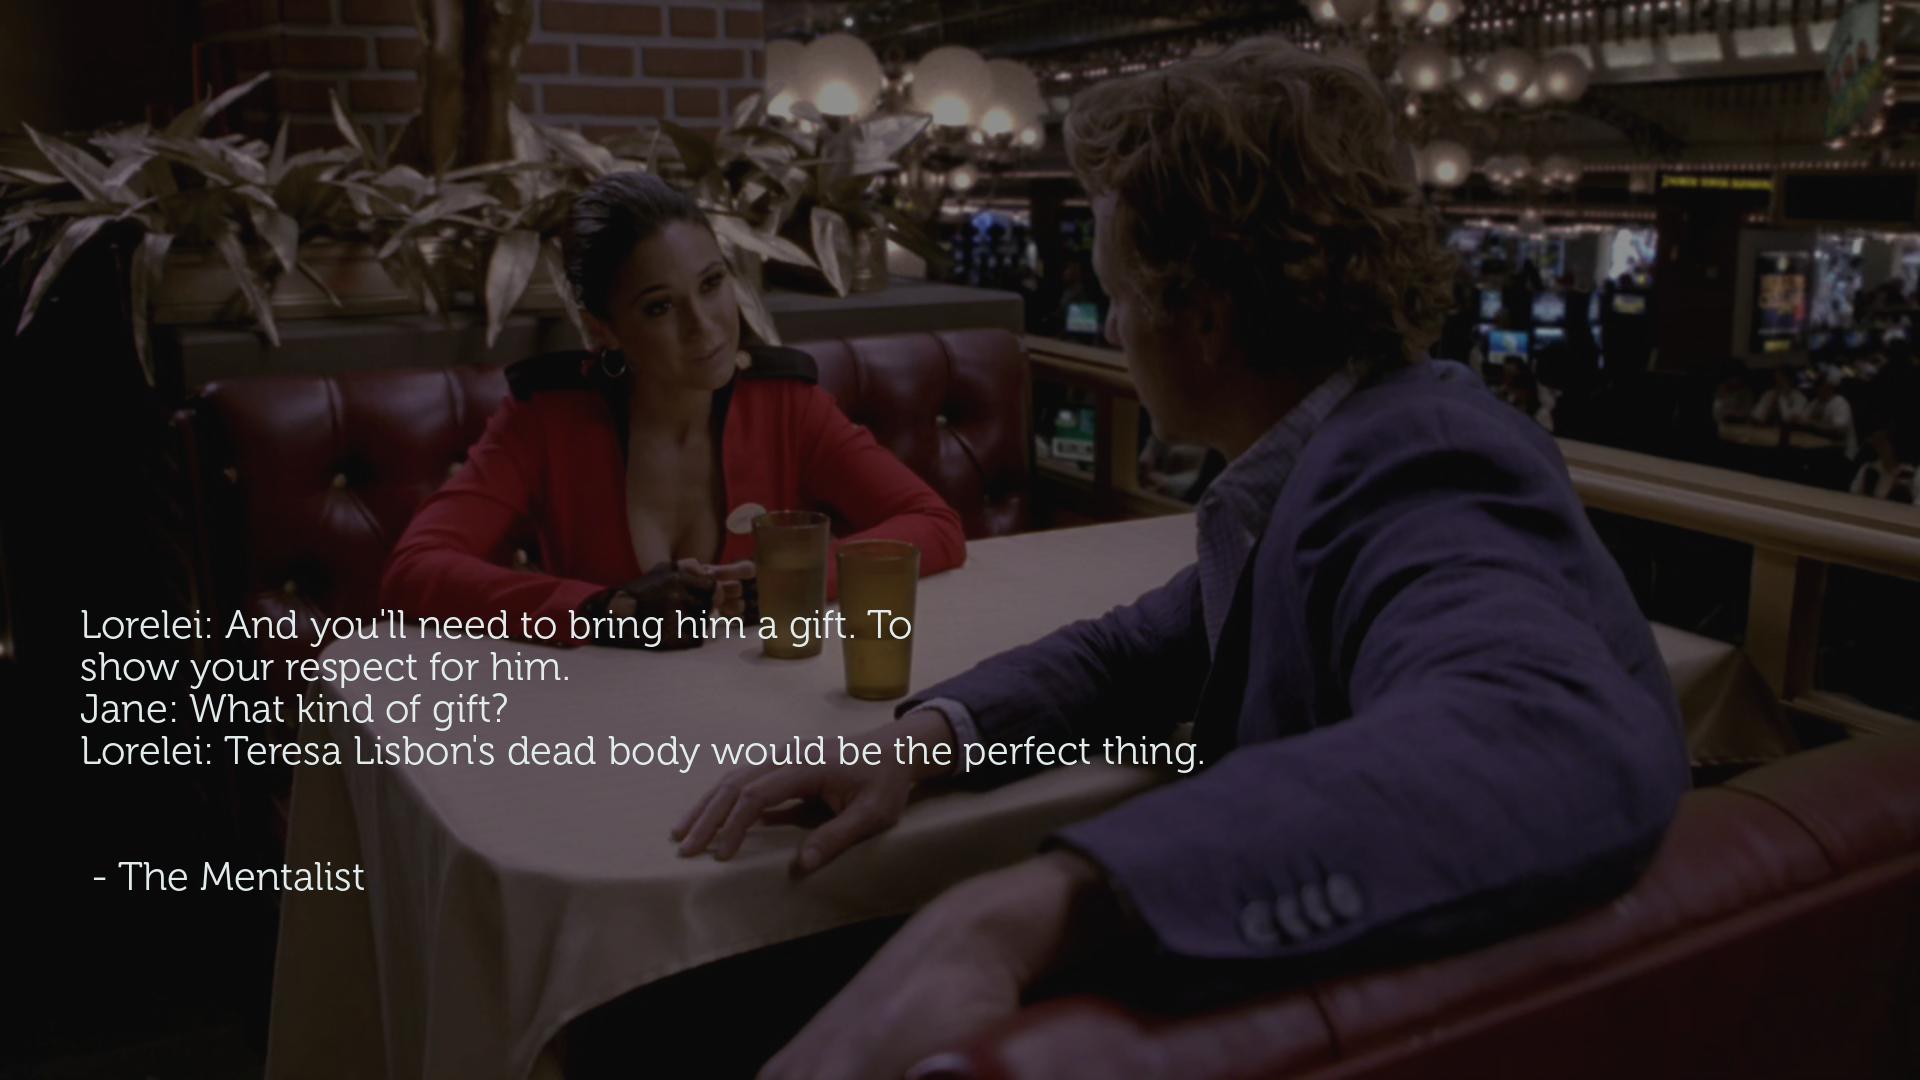 Lorelei: And you'll need to bring him a gift. To
show your respect for him.
Jane: What kind of gift?
Lorelei: Teresa Lisbon's dead body would be the perfect thing.
- The Mentalist